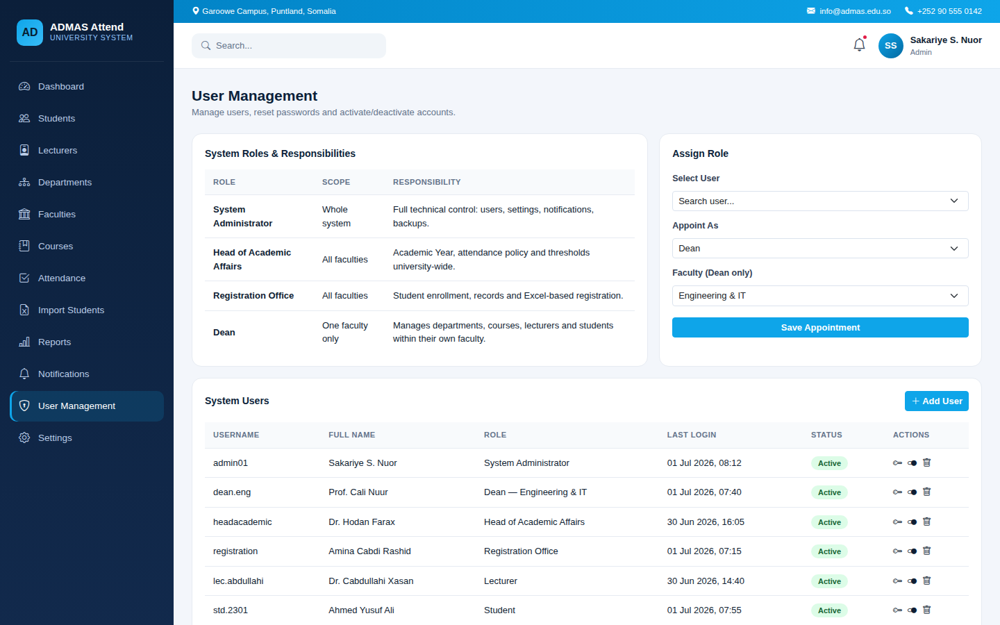 AD
ADMAS Attend
UNIVERSITY SYSTEM
Dashboard
Students
Lecturers
Departments
Faculties
Courses
Attendance
Import Students
Reports
Notifications
User Management
Settings
Garoowe Campus, Puntland, Somalia
info@admas.edu.so
+252 90 555 0142
Search...
SS
Sakariye S. Nuor
Admin
User Management
Manage users, reset passwords and activate/deactivate accounts.
System Roles & Responsibilities
ROLE SCOPE RESPONSIBILITY
System Administrator
Whole system
Full technical control: users, settings, notifications, backups.
Head of Academic Affairs
All faculties
Academic Year, attendance policy and thresholds university-wide.
Registration Office
All faculties
Student enrollment, records and Excel-based registration.
Dean
One faculty only
Manages departments, courses, lecturers and students within their own faculty.
Assign Role
Select User
Search user...
Appoint As
Dean
Faculty (Dean only)
Engineering & IT
Save Appointment
System Users
Add User
USERNAME FULL NAME ROLE LAST LOGIN STATUS ACTIONS
admin01 Sakariye S. Nuor System Administrator 01 Jul 2026, 08:12 Active
dean.eng Prof. Cali Nuur Dean — Engineering & IT 01 Jul 2026, 07:40 Active
headacademic Dr. Hodan Farax Head of Academic Affairs 30 Jun 2026, 16:05 Active
registration Amina Cabdi Rashid Registration Office 01 Jul 2026, 07:15 Active
lec.abdullahi Dr. Cabdullahi Xasan Lecturer 30 Jun 2026, 14:40 Active
std.2301 Ahmed Yusuf Ali Student 01 Jul 2026, 07:55 Active